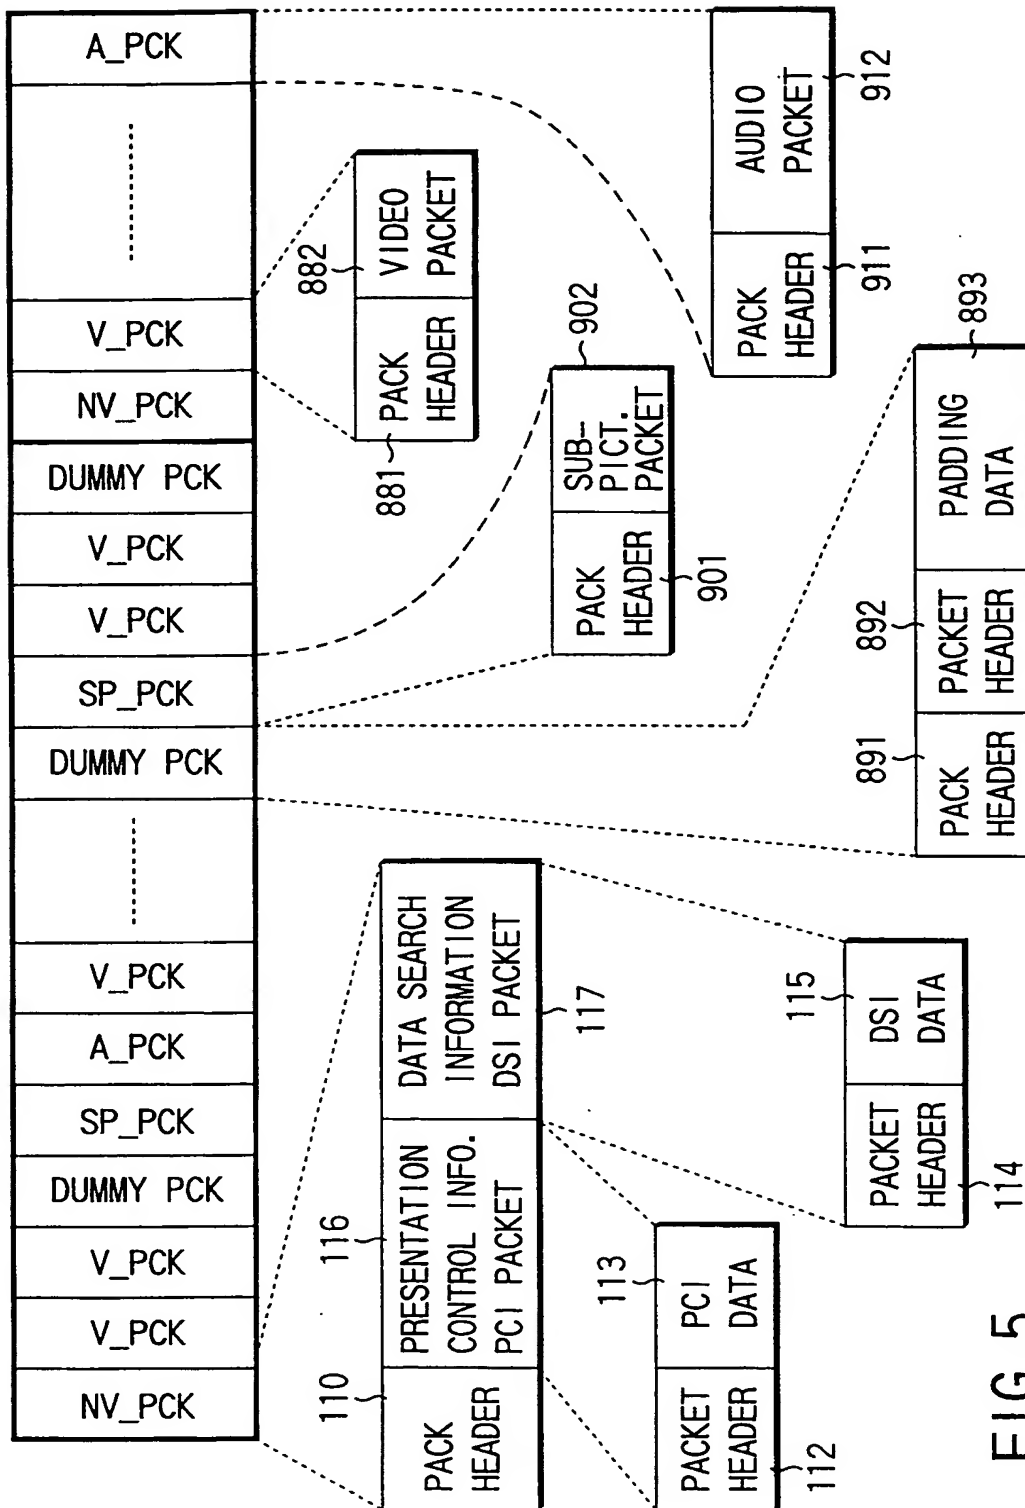 NV_PCK
V_PCK
V_PCK
DUMMY PCK
SP_PCK
A_PCK
V_PCK
DUMMY PCK
SP_PCK
V_PCK
V_PCK
DUMMY PCK
NV_PCK
V_PCK
A_PCK
110
116
PACK
HEADER
PRESENTATION
CONTROL INFO.
PCI PACKET
DATA SEARCH
INFORMATION
DSI PACKET
117
113
PACKET
HEADER
PCI
DATA
112
115
PACKET
HEADER
DSI
DATA
114
881
882
PACK
HEADER
VIDEO
PACKET
902
PACK
HEADER
SUB-
PICT.
PACKET
901
891
892
893
PACK
HEADER
PACKET
HEADER
PADDING
DATA
PACK
HEADER
AUDIO
PACKET
911
912
FIG. 5